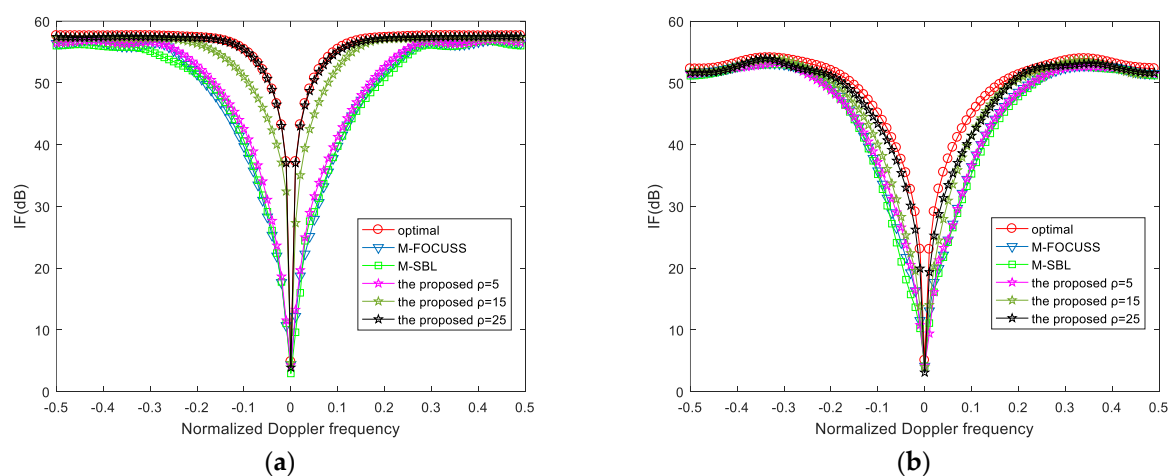 60
50
40
30
20
10
0
IF(dB)
-0.5 -0.4 -0.3 -0.2 -0.1 0 0.1 0.2 0.3 0.4 0.5
Normalized Doppler frequency
optimal
M-FOCUSS
M-SBL
the proposed ρ=5
the proposed ρ=15
the proposed ρ=25
(a)
60
50
40
30
20
10
0
IF(dB)
-0.5 -0.4 -0.3 -0.2 -0.1 0 0.1 0.2 0.3 0.4 0.5
Normalized Doppler frequency
optimal
M-FOCUSS
M-SBL
the proposed ρ=5
the proposed ρ=15
the proposed ρ=25
(b)